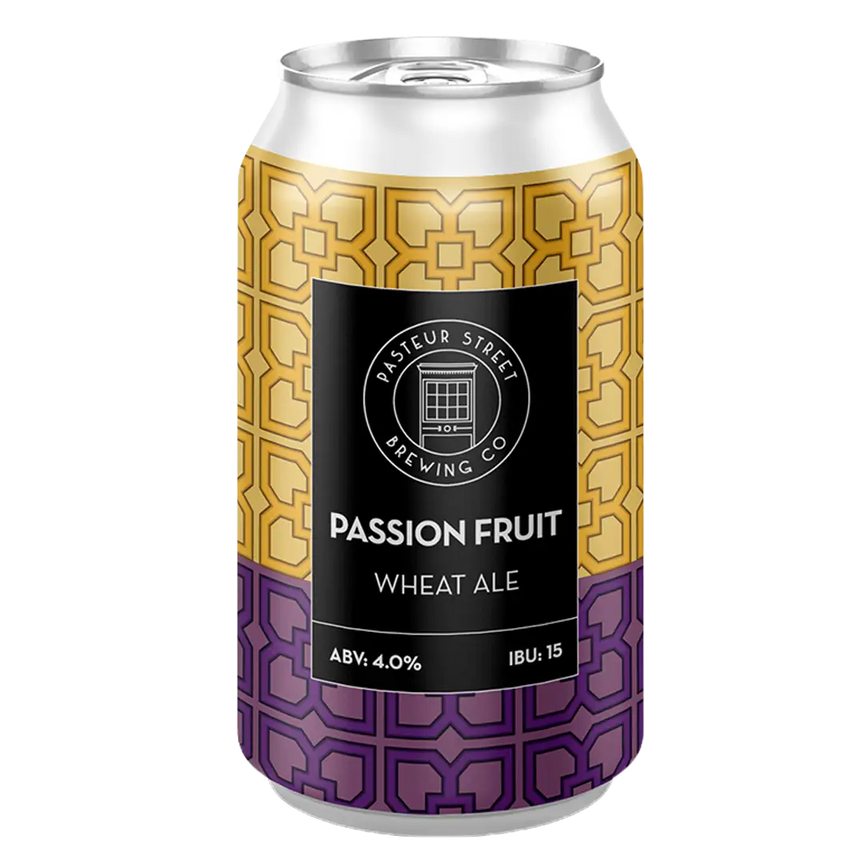 PASTEUR STREET
BREWING CO
PASSION FRUIT
WHEAT ALE
ABV: 4.0% IBU: 15